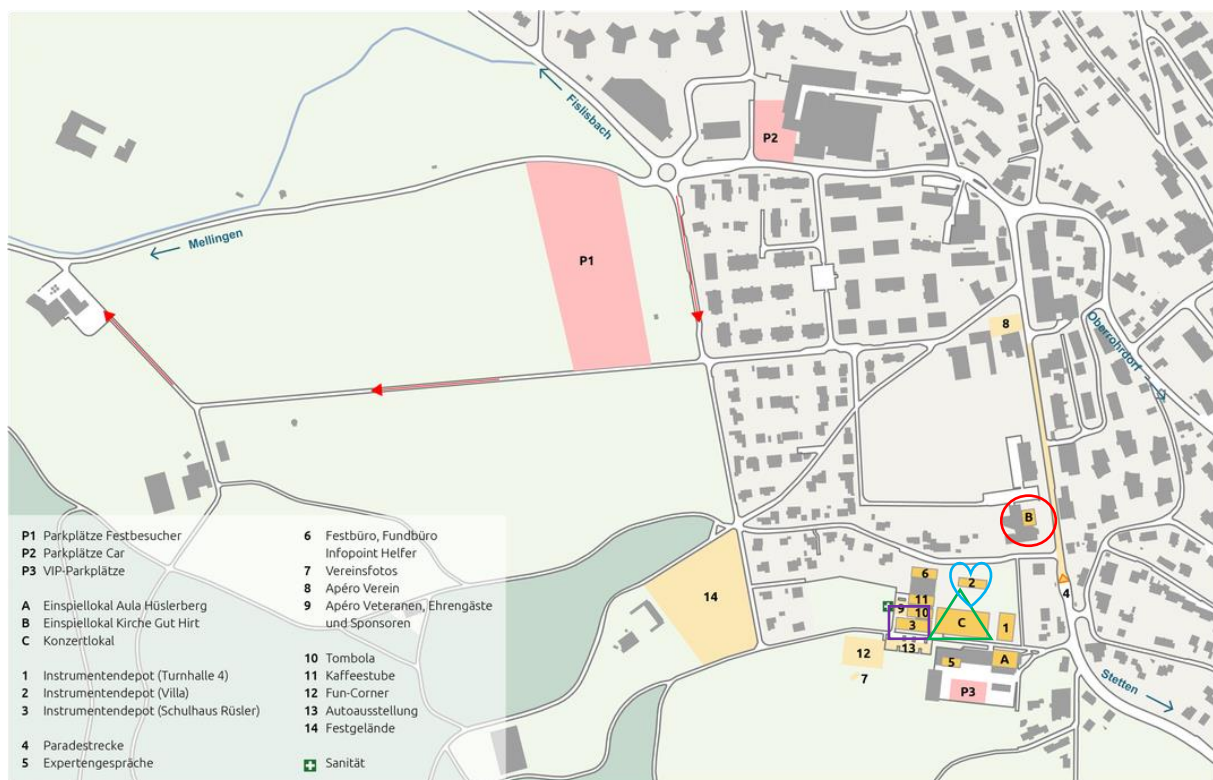 Fislisbach
P2
Mellingen
P1
8
Oberrohrdorf
B
6
2
4
11
9
10
14
3
C
1
13
12
5
A
7
P3
Stetten
P1 Parkplätze Festbesucher
P2 Parkplätze Car
P3 VIP-Parkplätze
A Einspiellokal Aula Hüslerberg
B Einspiellokal Kirche Gut Hirt
C Konzertlokal
1 Instrumentendepot (Turnhalle 4)
2 Instrumentendepot (Villa)
3 Instrumentendepot (Schulhaus Rüsler)
4 Paradestrecke
5 Expertengespräche
6 Festbüro, Fundbüro
Infopoint Helfer
7 Vereinsfotos
8 Apéro Verein
9 Apéro Veteranen, Ehrengäste
und Sponsoren
10 Tombola
11 Kaffeestube
12 Fun-Corner
13 Autoausstellung
14 Festgelände
Sanität